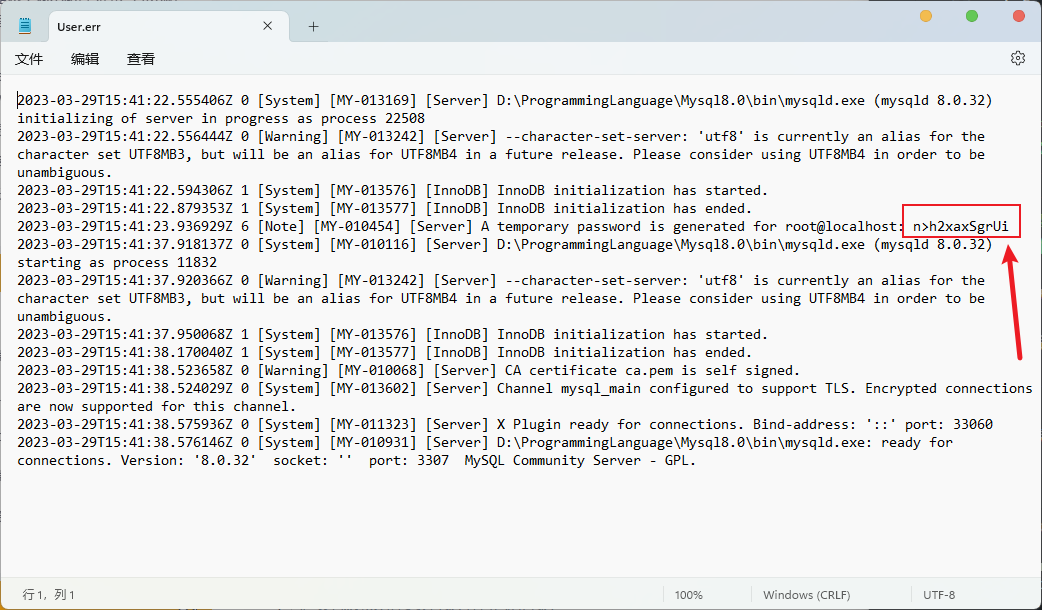 User.err
文件 编辑 查看
2023-03-29T15:41:22.555406Z 0 [System] [MY-013169] [Server] D:\ProgrammingLanguage\Mysql8.0\bin\mysqld.exe (mysqld 8.0.32)
initializing of server in progress as process 22508
2023-03-29T15:41:22.556444Z 0 [Warning] [MY-013242] [Server] --character-set-server: 'utf8' is currently an alias for the
character set UTF8MB3, but will be an alias for UTF8MB4 in a future release. Please consider using UTF8MB4 in order to be
unambiguous.
2023-03-29T15:41:22.594306Z 1 [System] [MY-013576] [InnoDB] InnoDB initialization has started.
2023-03-29T15:41:22.879353Z 1 [System] [MY-013577] [InnoDB] InnoDB initialization has ended.
2023-03-29T15:41:23.936929Z 6 [Note] [MY-010454] [Server] A temporary password is generated for root@localhost: n>h2xaxSgrUi
2023-03-29T15:41:37.918137Z 0 [System] [MY-010116] [Server] D:\ProgrammingLanguage\Mysql8.0\bin\mysqld.exe (mysqld 8.0.32)
starting as process 11832
2023-03-29T15:41:37.920366Z 0 [Warning] [MY-013242] [Server] --character-set-server: 'utf8' is currently an alias for the
character set UTF8MB3, but will be an alias for UTF8MB4 in a future release. Please consider using UTF8MB4 in order to be
unambiguous.
2023-03-29T15:41:37.950068Z 1 [System] [MY-013576] [InnoDB] InnoDB initialization has started.
2023-03-29T15:41:38.170040Z 1 [System] [MY-013577] [InnoDB] InnoDB initialization has ended.
2023-03-29T15:41:38.523658Z 0 [Warning] [MY-010068] [Server] CA certificate ca.pem is self signed.
2023-03-29T15:41:38.524029Z 0 [System] [MY-013602] [Server] Channel mysql_main configured to support TLS. Encrypted connections
are now supported for this channel.
2023-03-29T15:41:38.575936Z 0 [System] [MY-011323] [Server] X Plugin ready for connections. Bind-address: '::' port: 33060
2023-03-29T15:41:38.576146Z 0 [System] [MY-010931] [Server] D:\ProgrammingLanguage\Mysql8.0\bin\mysqld.exe: ready for
connections. Version: '8.0.32'  socket: ''  port: 3307  MySQL Community Server - GPL.
行 1，列 1 100% Windows (CRLF) UTF-8